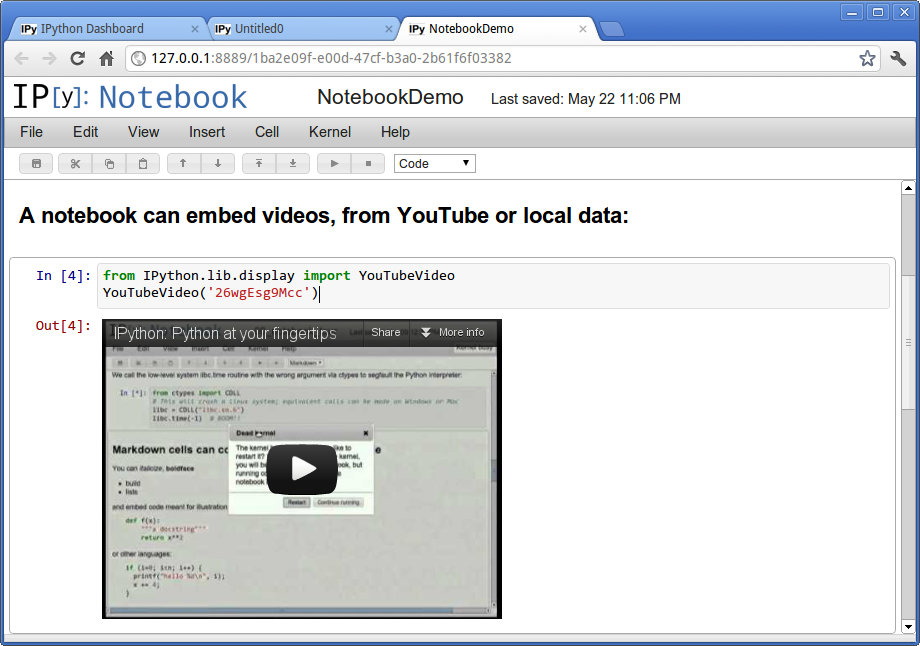 IPy IPython Dashboard
IPy Untitled0
IPy NotebookDemo
127.0.0.1:8889/1ba2e09f-e00d-47cf-b3a0-2b61f6f03382
IP[y]: Notebook
NotebookDemo
Last saved: May 22 11:06 PM
File Edit View Insert Cell Kernel Help
Code
A notebook can embed videos, from YouTube or local data:
In [4]: from IPython.lib.display import YouTubeVideo
YouTubeVideo('26wgEsg9Mcc')
Out[4]:
IPython: Python at your fingertips Share More info
File Edit View Insert Cell Kernel Help
Markdown
We call the low-level system libc.time routine with the wrong argument via ctypes to segfault the Python interpreter:
In [*]: from ctypes import CDLL
# This will crash a linux system; equivalent calls can be made on Windows or Mac
libc = CDLL("libc.so.6")
libc.time(-1) # BOOM!!
Dead kernel
The kernel
restart it?
like to
kernel,
you will be
ook, but
running
notebook
Restart Continue running
Markdown cells can
You can italicize, boldface
build
lists
and embed code meant for illustration
def f(x):
"""a docstring"""
return x**2
or other languages:
if (i=0; i<n; i++) {
printf("hello %d\n", i);
x += 4;
}